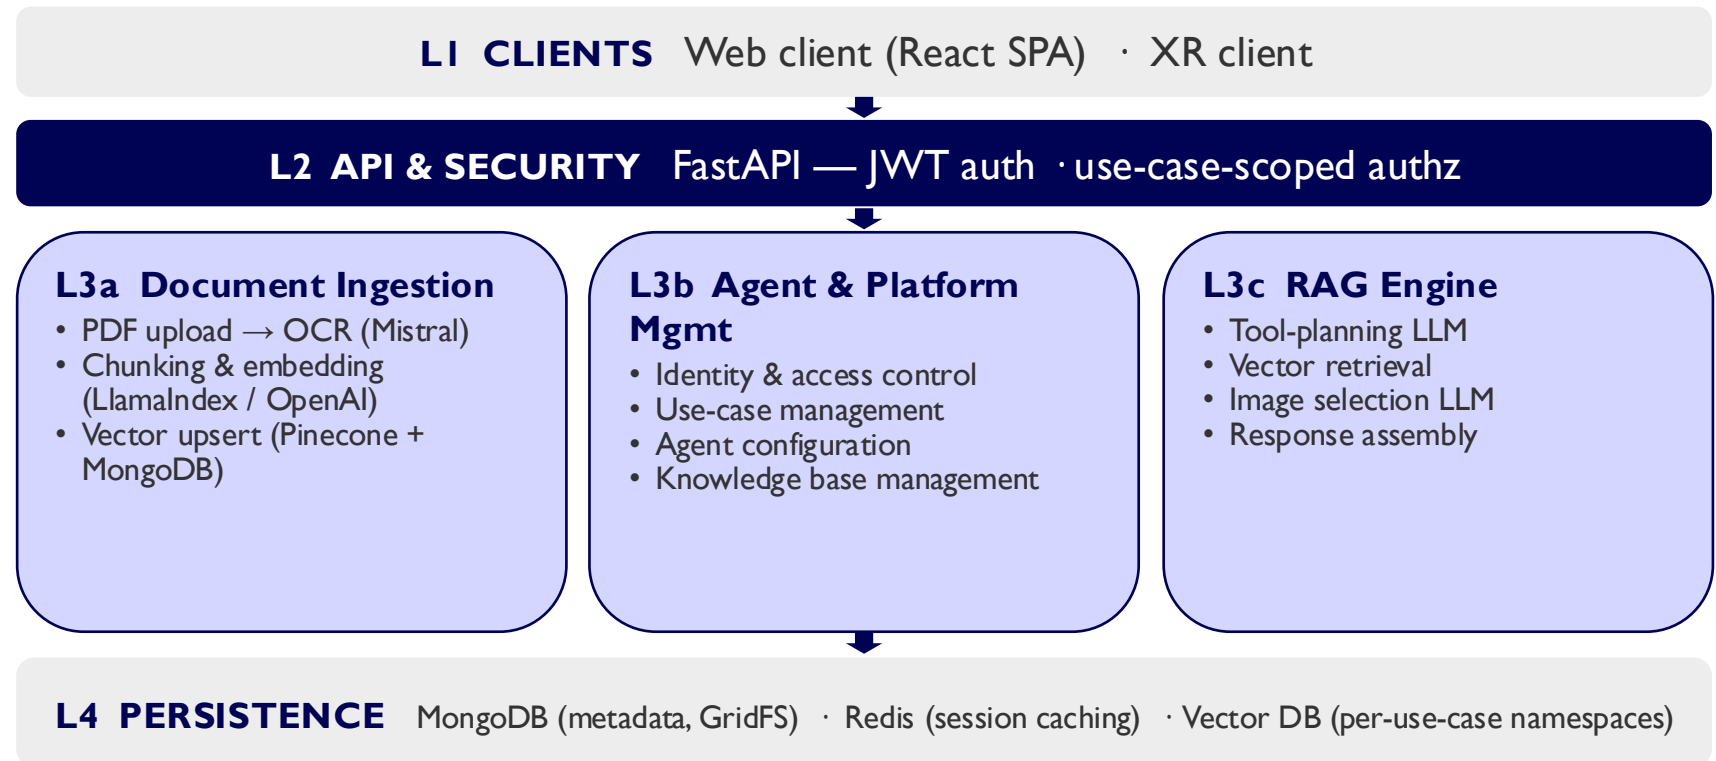 L1 CLIENTS Web client (React SPA) · XR client
L2 API & SECURITY FastAPI — JWT auth · use-case-scoped authz
L3a Document Ingestion
• PDF upload → OCR (Mistral)
• Chunking & embedding
(LlamaIndex / OpenAI)
• Vector upsert (Pinecone +
MongoDB)
L3b Agent & Platform
Mgmt
• Identity & access control
• Use-case management
• Agent configuration
• Knowledge base management
L3c RAG Engine
• Tool-planning LLM
• Vector retrieval
• Image selection LLM
• Response assembly
L4 PERSISTENCE MongoDB (metadata, GridFS) · Redis (session caching) · Vector DB (per-use-case namespaces)